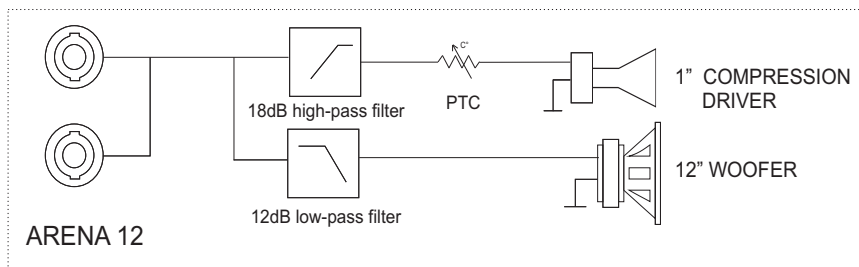 C°
1” COMPRESSION
DRIVER
18dB high-pass filter
PTC
12” WOOFER
12dB low-pass filter
ARENA 12